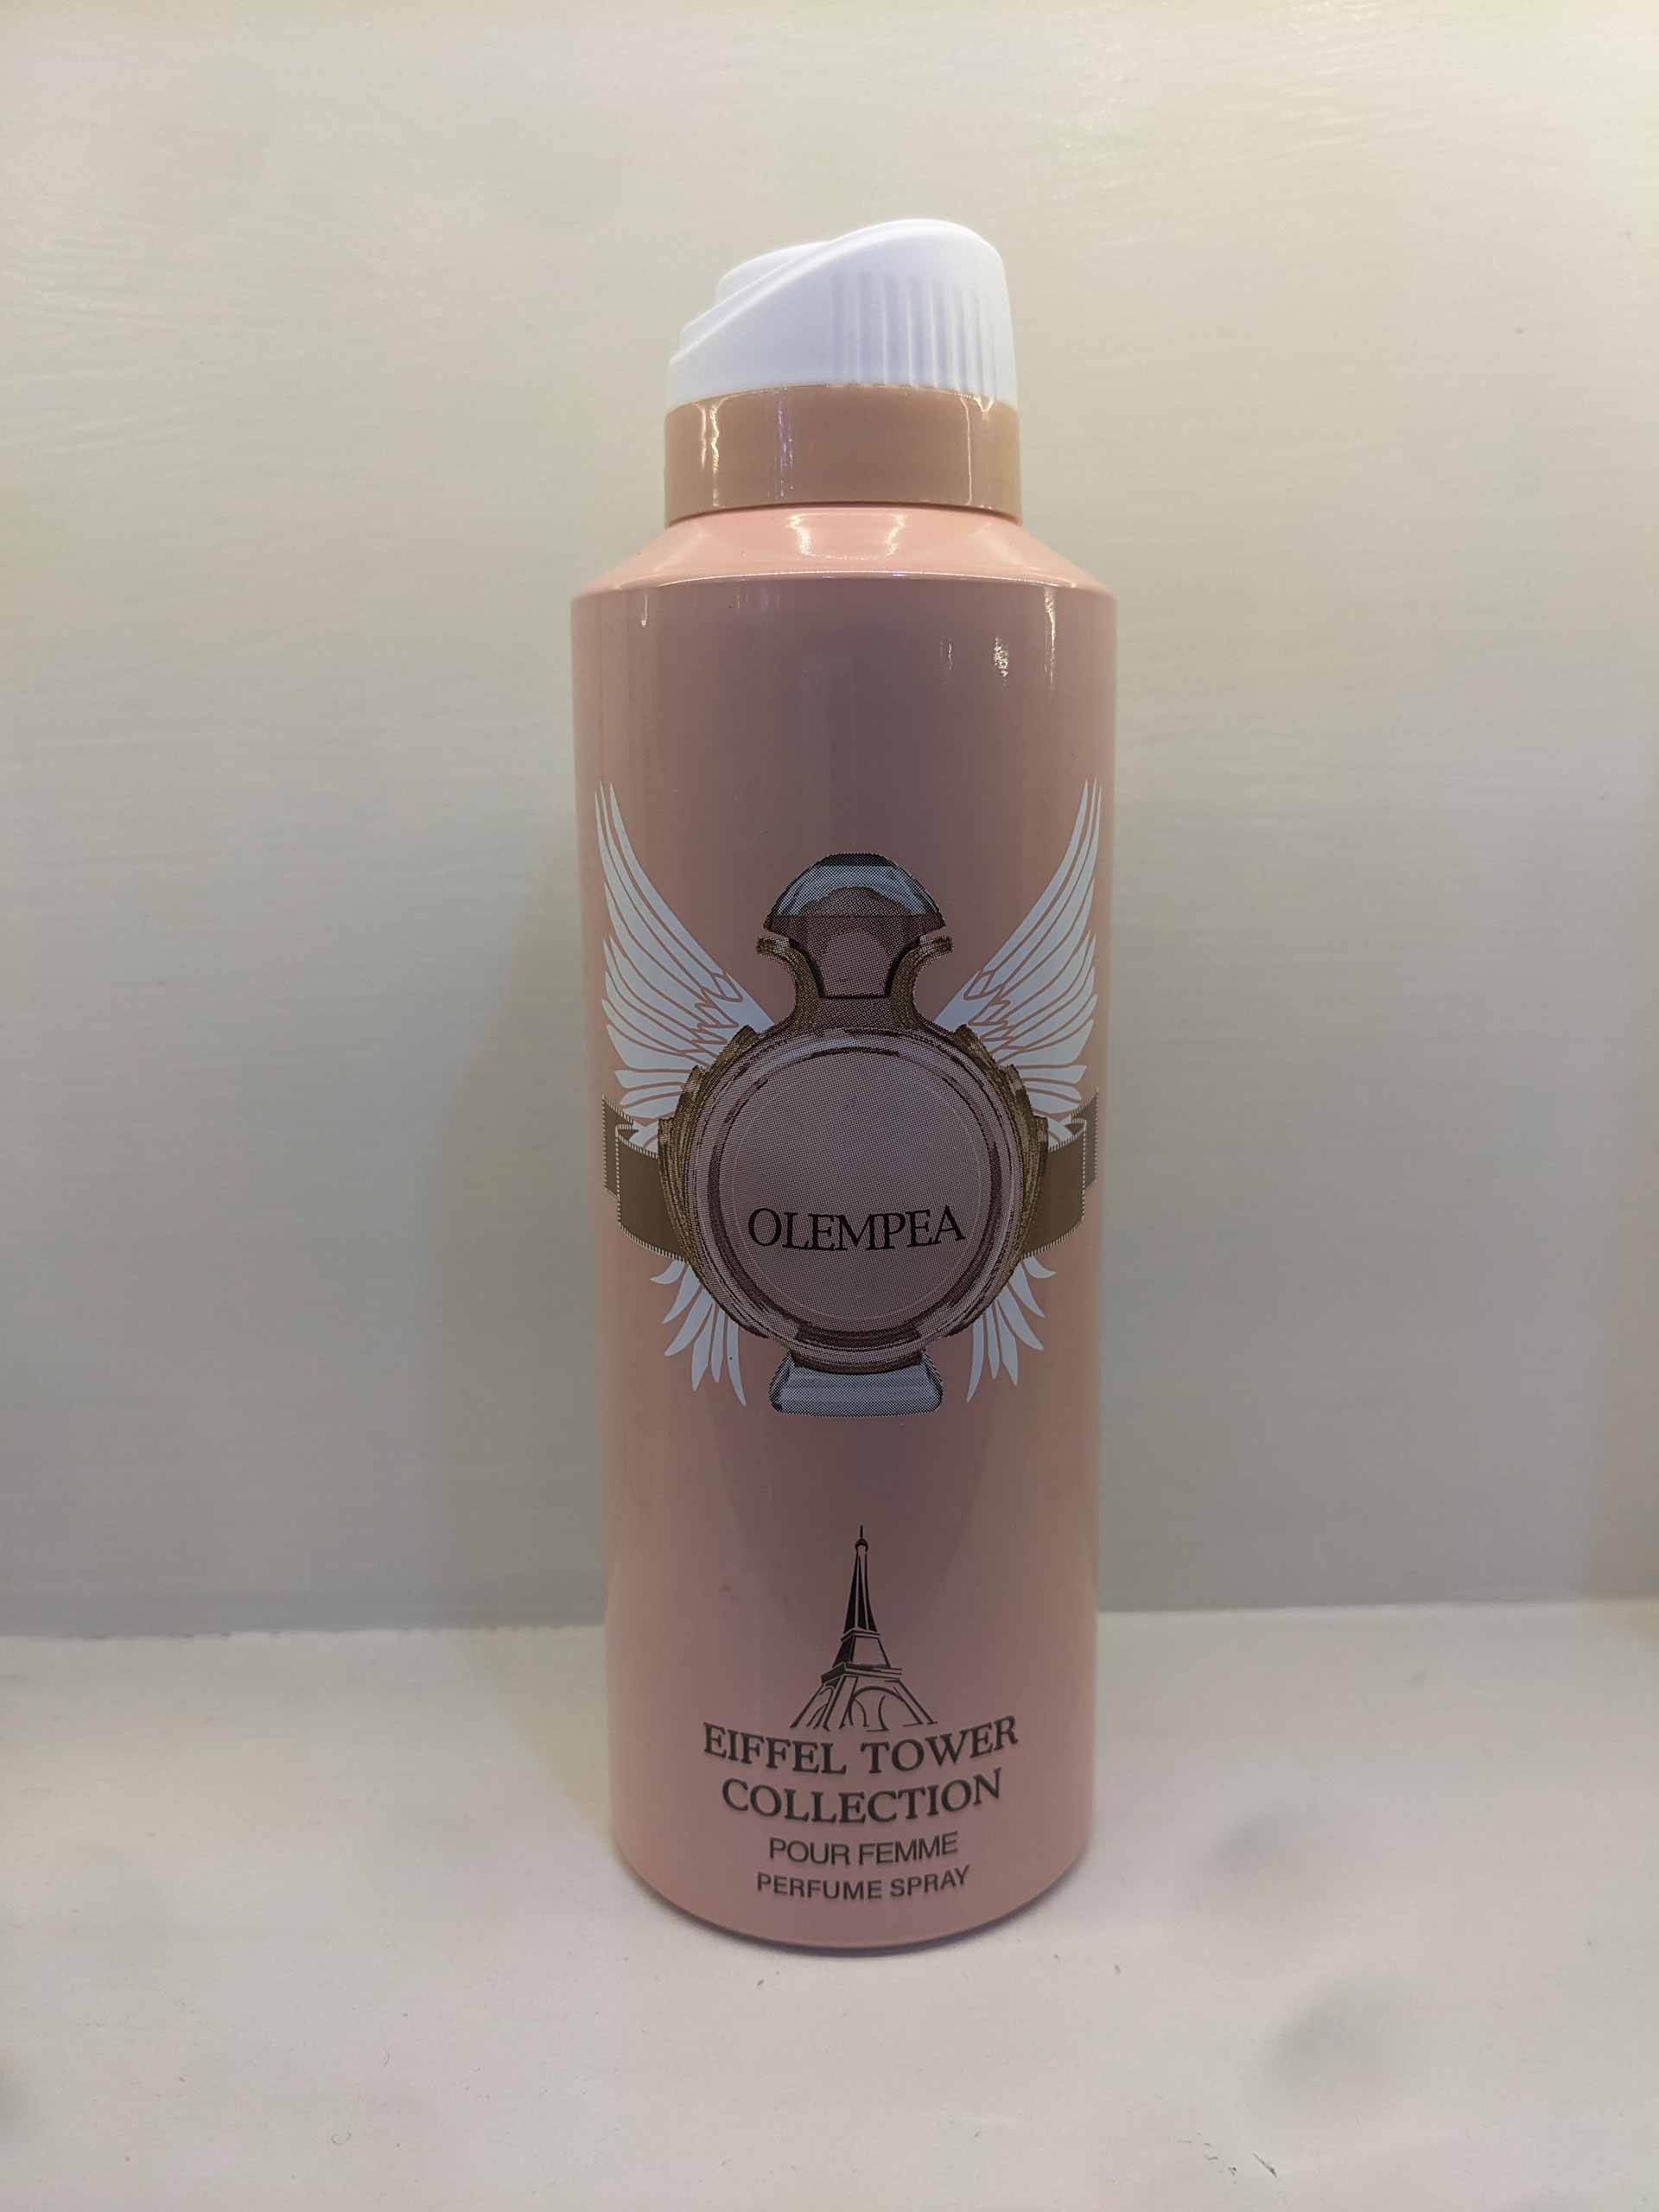 OLEMPEA
EIFFEL TOWER
COLLECTION
POUR FEMME
PERFUME SPRAY